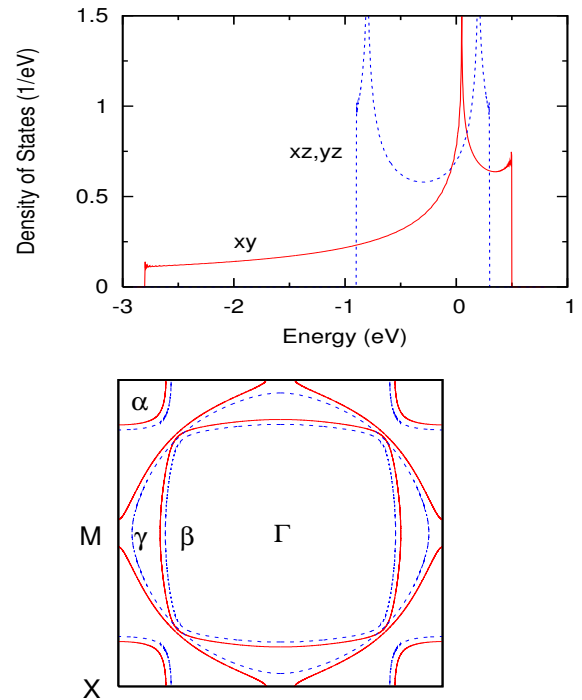 1.5
1
0.5
0
Density of States (1/eV)
xz,yz
xy
-3 -2 -1 0 1
Energy (eV)
α
M γ β Γ
X